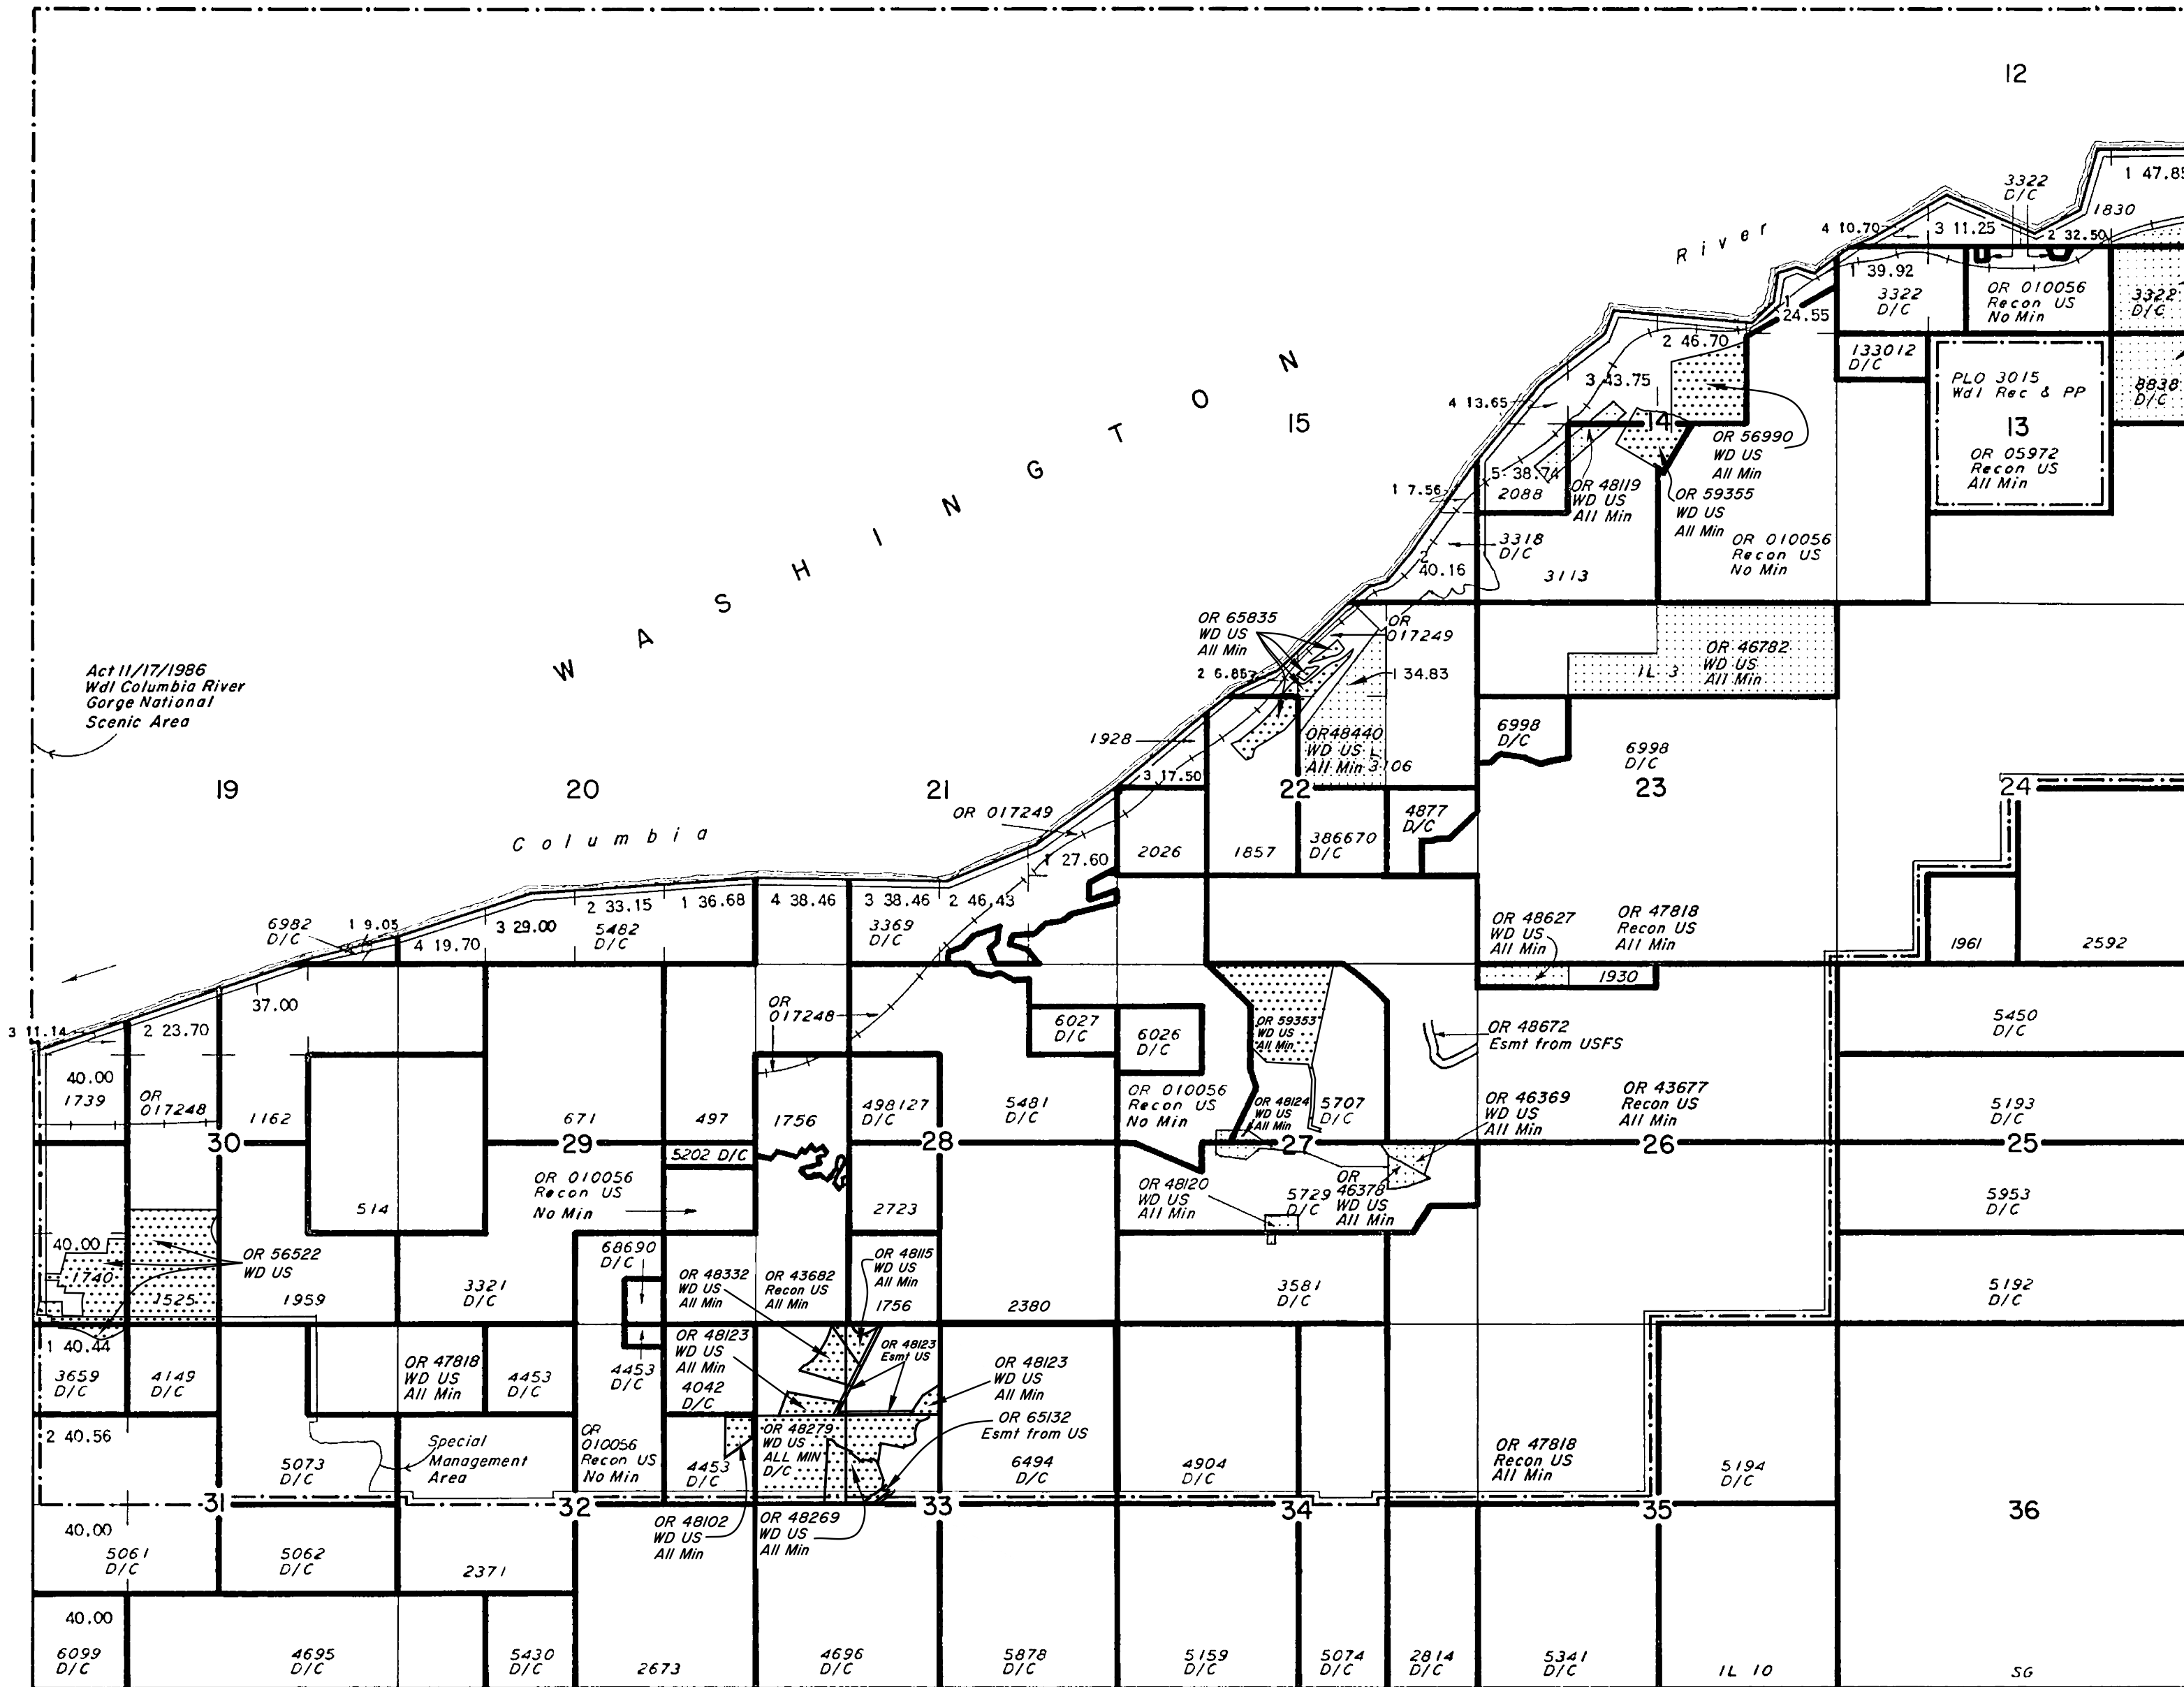 12
3322
D/C
1 47.85
1830
River
4 10.70
3 11.25
2 32.50
1 39.92
3322
D/C
OR 010056
Recon US
No Min
3322
D/C
1
24.55
2 46.70
133012
D/C
PLO 3015
Wdl Rec & PP
8838
D/C
13
OR 05972
Recon US
All Min
3 43.75
4 13.65
15
14
OR 56990
WD US
All Min
5 38.74
1 7.56
2088
OR 48119
WD US
All Min
OR 59355
WD US
All Min
OR 010056
Recon US
No Min
3318
D/C
2
40.16
3113
WASHINGTON
OR 65835
WD US
All Min
OR
017249
2 6.85
1 34.83
OR 46782
WD US
All Min
IL 3
Act 11/17/1986
Wdl Columbia River
Gorge National
Scenic Area
1928
OR48440
WD US
All Min 3106
6998
D/C
6998
D/C
3 17.50
19
20
21
22
23
24
Columbia
OR 017249
1 27.60
2026
1857
386670
D/C
4877
D/C
6982
D/C
1 9.05
4 19.70
3 29.00
2 33.15
5482
D/C
1 36.68
4 38.46
3 38.46
3369
D/C
2 46.43
OR 48627
WD US
All Min
OR 47818
Recon US
All Min
1930
1961
2592
3 11.14
2 23.70
37.00
OR
017248
6027
D/C
6026
D/C
OR 59353
WD US
All Min
OR 48672
Esmt from USFS
5450
D/C
40.00
1739
OR
017248
1162
671
497
1756
498127
D/C
5481
D/C
OR 010056
Recon US
No Min
OR 48124
WD US
All Min
5707
D/C
OR 46369
WD US
All Min
OR 43677
Recon US
All Min
5193
D/C
30
29
28
27
26
25
5202 D/C
OR 010056
Recon US
No Min
514
2723
OR 48120
WD US
All Min
5729
D/C
OR
46378
WD US
All Min
5953
D/C
40.00
1740
1525
OR 56522
WD US
1959
3321
D/C
68690
D/C
OR 48332
WD US
All Min
OR 43682
Recon US
All Min
OR 48115
WD US
All Min
1756
2380
3581
D/C
5192
D/C
1 40.44
3659
D/C
4149
D/C
OR 47818
WD US
All Min
4453
D/C
4453
D/C
OR 48123
WD US
All Min
4042
D/C
OR 48123
Esmt US
OR 48123
WD US
All Min
OR 65132
Esmt from US
2 40.56
5073
D/C
Special
Management
Area
OR
010056
Recon US
No Min
4453
D/C
OR 48279
WD US
ALL MIN
D/C
6494
D/C
4904
D/C
OR 47818
Recon US
All Min
5194
D/C
31
32
33
34
35
36
40.00
5061
D/C
5062
D/C
2371
OR 48102
WD US
All Min
OR 48269
WD US
All Min
40.00
6099
D/C
4695
D/C
5430
D/C
2673
4696
D/C
5878
D/C
5159
D/C
5074
D/C
2814
D/C
5341
D/C
IL 10
SG